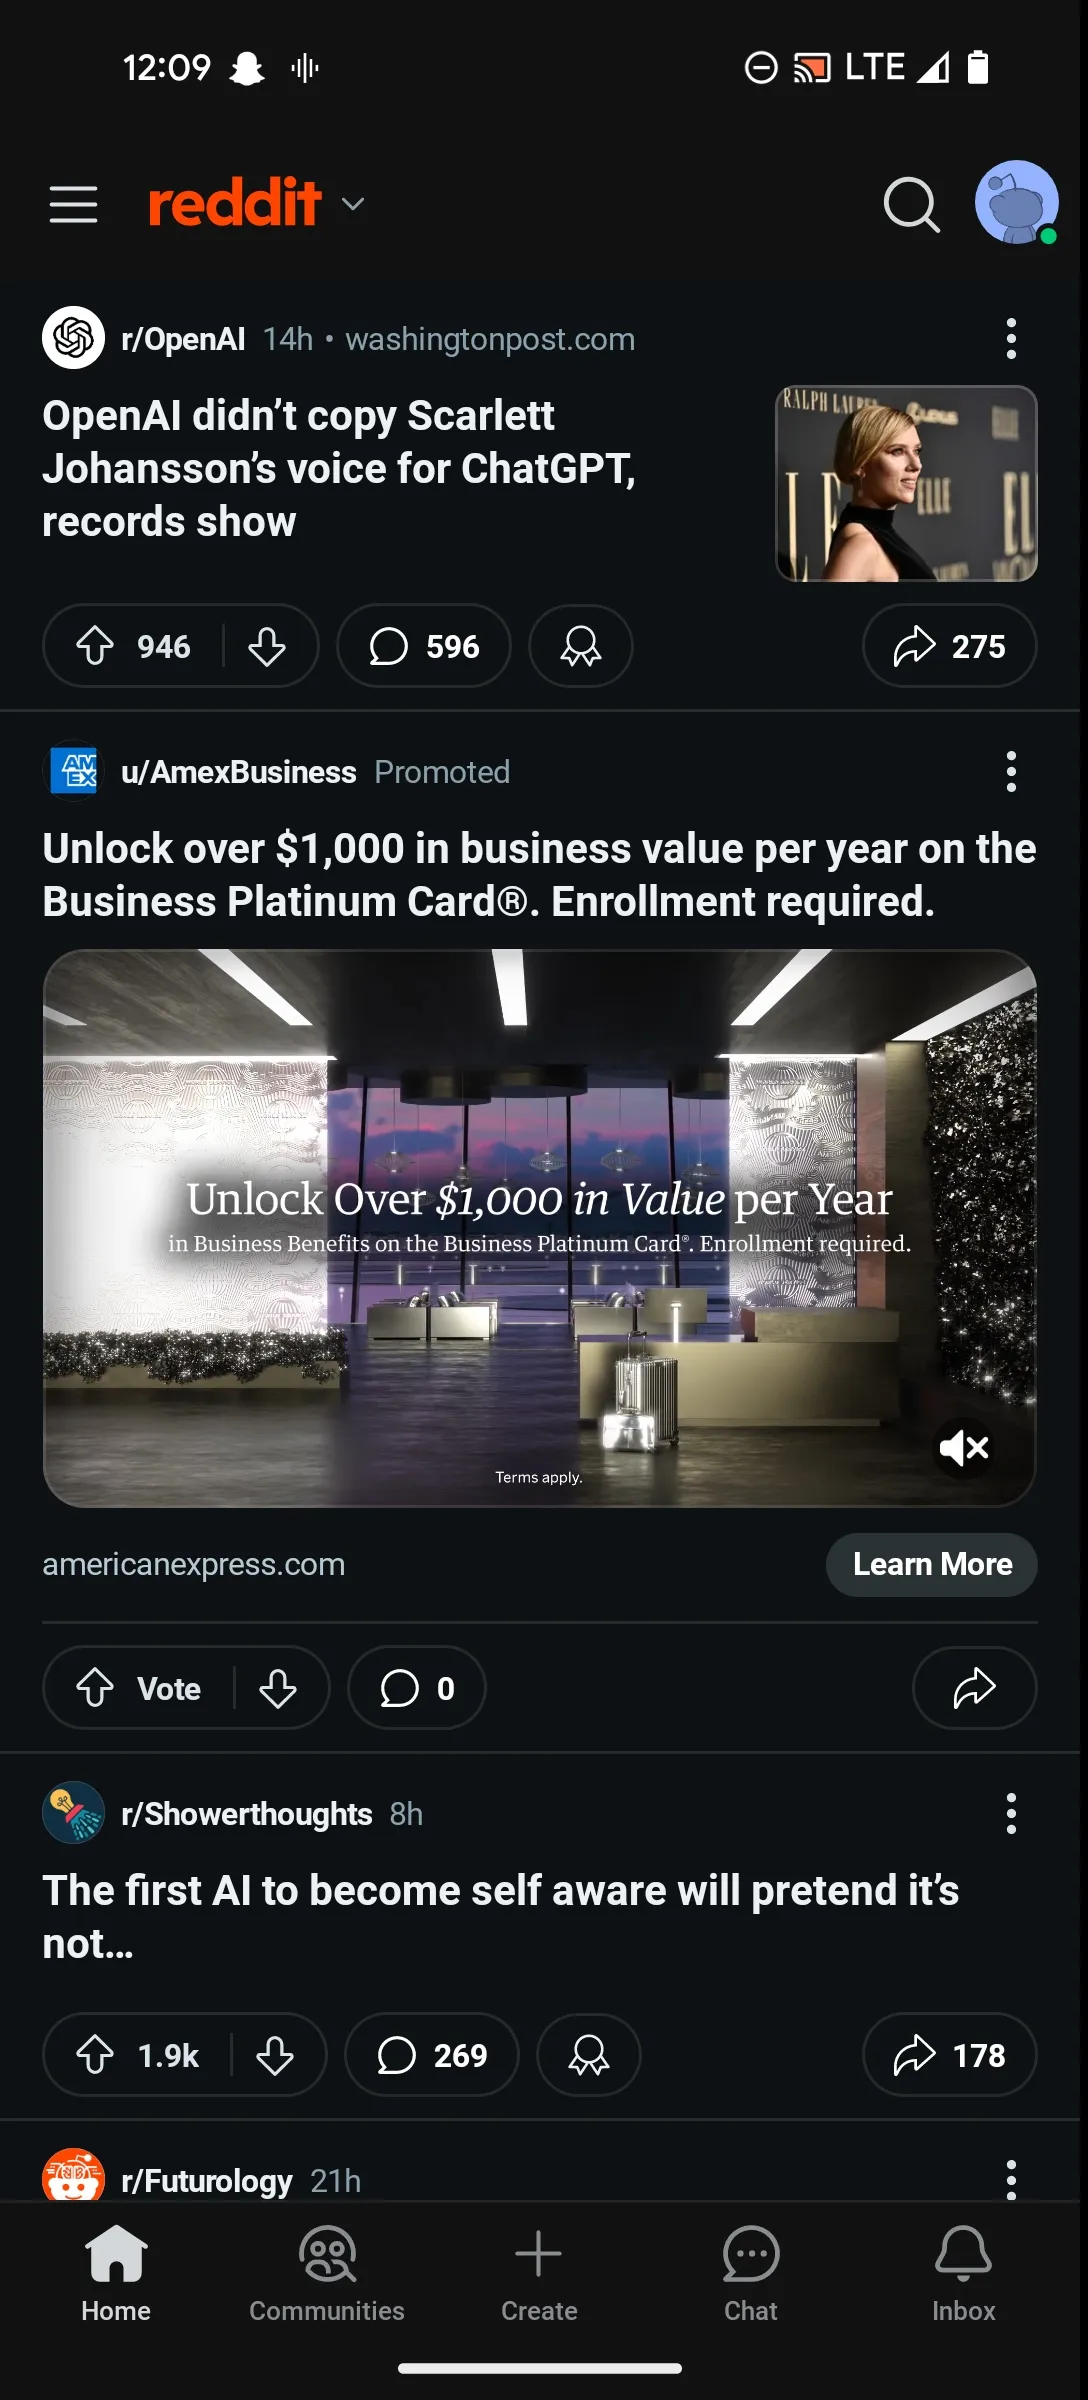 12:09
LTE
reddit
r/OpenAI 14h • washingtonpost.com
OpenAI didn’t copy Scarlett
Johansson’s voice for ChatGPT,
records show
RALPH LAUREN
ELLE
946
596
275
AM
EX
u/AmexBusiness Promoted
Unlock over $1,000 in business value per year on the
Business Platinum Card®. Enrollment required.
Unlock Over $1,000 in Value per Year
in Business Benefits on the Business Platinum Card®. Enrollment required.
Terms apply.
americanexpress.com
Learn More
Vote
0
r/Showerthoughts 8h
The first AI to become self aware will pretend it’s
not...
1.9k
269
178
r/Futurology 21h
Home
Communities
Create
Chat
Inbox